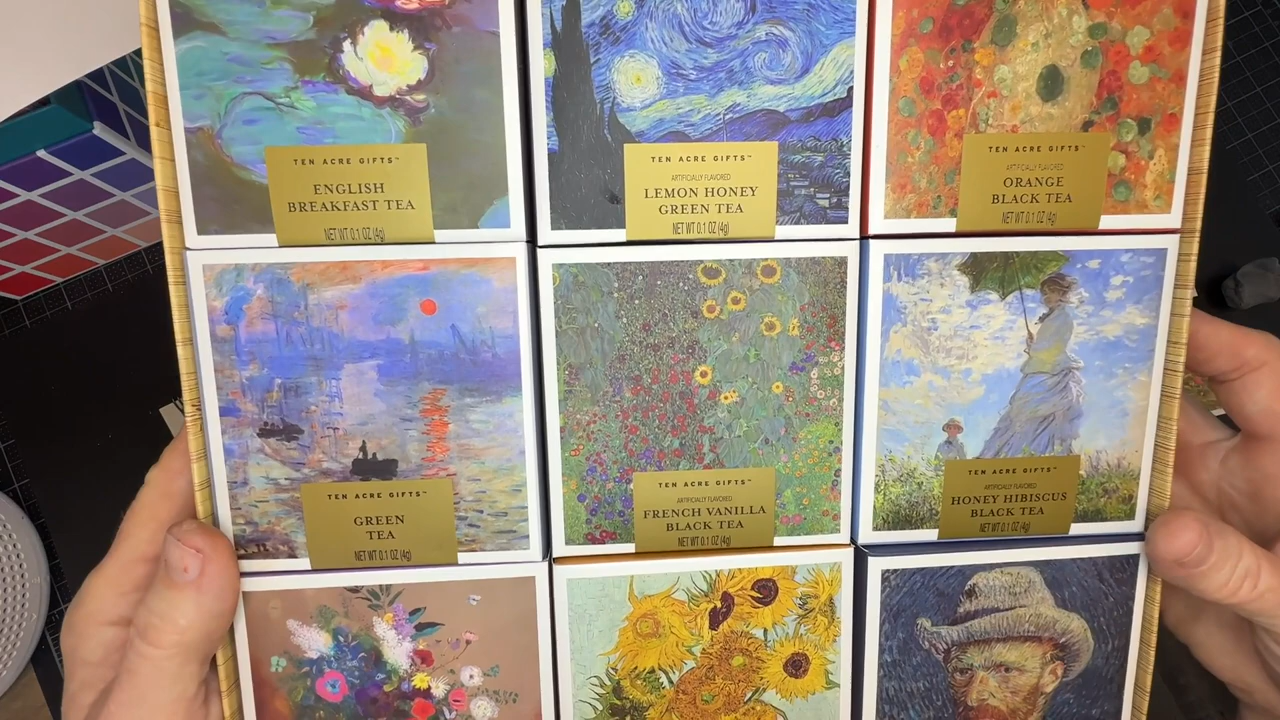 TEN ACRE GIFTS™
ENGLISH
BREAKFAST TEA
NET WT 0.1 OZ (4g)
TEN ACRE GIFTS™
ARTIFICIALLY FLAVORED
LEMON HONEY
GREEN TEA
NET WT 0.1 OZ (4g)
TEN ACRE GIFTS™
ARTIFICIALLY FLAVORED
ORANGE
BLACK TEA
NET WT 0.1 OZ (4g)
TEN ACRE GIFTS™
GREEN
TEA
NET WT 0.1 OZ (4g)
TEN ACRE GIFTS™
ARTIFICIALLY FLAVORED
FRENCH VANILLA
BLACK TEA
NET WT 0.1 OZ (4g)
TEN ACRE GIFTS™
ARTIFICIALLY FLAVORED
HONEY HIBISCUS
BLACK TEA
NET WT 0.1 OZ (4g)